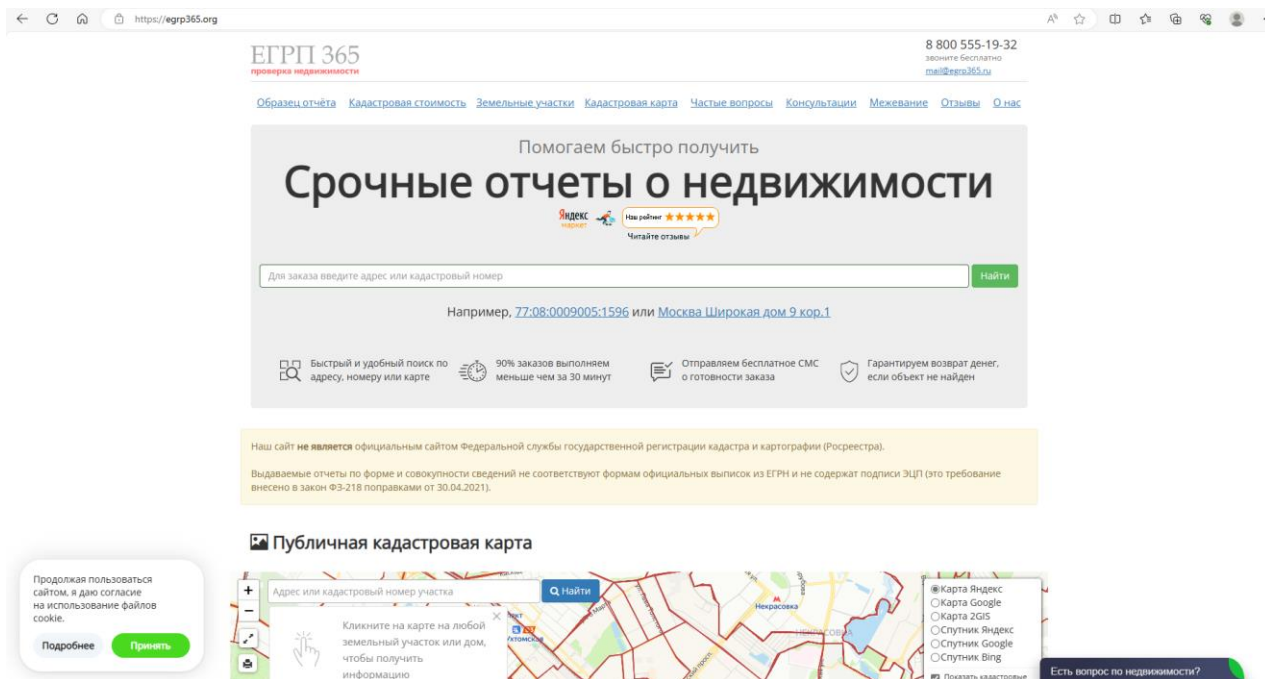 https://egrp365.org
ЕГРП 365
проверка недвижимости
8 800 555-19-32
звоните бесплатно
mail@egrp365.ru
Образец отчёта Кадастровая стоимость Земельные участки Кадастровая карта Частые вопросы Консультации Межевание Отзывы О нас
Помогаем быстро получить
Срочные отчеты о недвижимости
Яндекс
маркет
Наш рейтинг
Читайте отзывы
Для заказа введите адрес или кадастровый номер
Найти
Например, 77:08:0009005:1596 или Москва Широкая дом 9 кор.1
Быстрый и удобный поиск по
адресу, номеру или карте
90% заказов выполняем
меньше чем за 30 минут
Отправляем бесплатное СМС
о готовности заказа
Гарантируем возврат денег,
если объект не найден
Наш сайт не является официальным сайтом Федеральной службы государственной регистрации кадастра и картографии (Росреестра).
Выдаваемые отчеты по форме и совокупности сведений не соответствуют формам официальных выписок из ЕГРН и не содержат подписи ЭЦП (это требование
внесено в закон ФЗ-218 поправками от 30.04.2021).
Публичная кадастровая карта
Адрес или кадастровый номер участка
Найти
Кликните на карте на любой
земельный участок или дом,
чтобы получить
информацию
Некрасовка
НЕКРАСОВКА
Карта Яндекс
Карта Google
Карта 2GIS
Спутник Яндекс
Спутник Google
Спутник Bing
Показать кадастровые
Продолжая пользоваться
сайтом, я даю согласие
на использование файлов
cookie.
Подробнее
Принять
Есть вопрос по недвижимости?